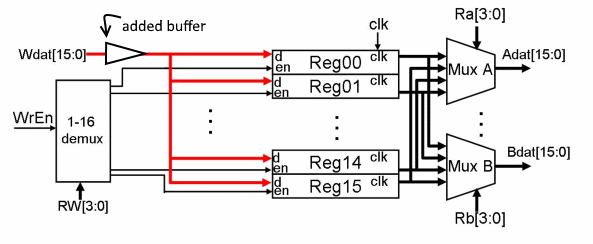 added buffer
clk
Ra[3:0]
Wdat[15:0]
Adat[15:0]
d
Reg00
clk
en
Mux A
d
Reg01
en
WrEn
1-16
demux
Bdat[15:0]
d
Reg14
clk
en
Mux B
d
Reg15
en
RW[3:0]
Rb[3:0]